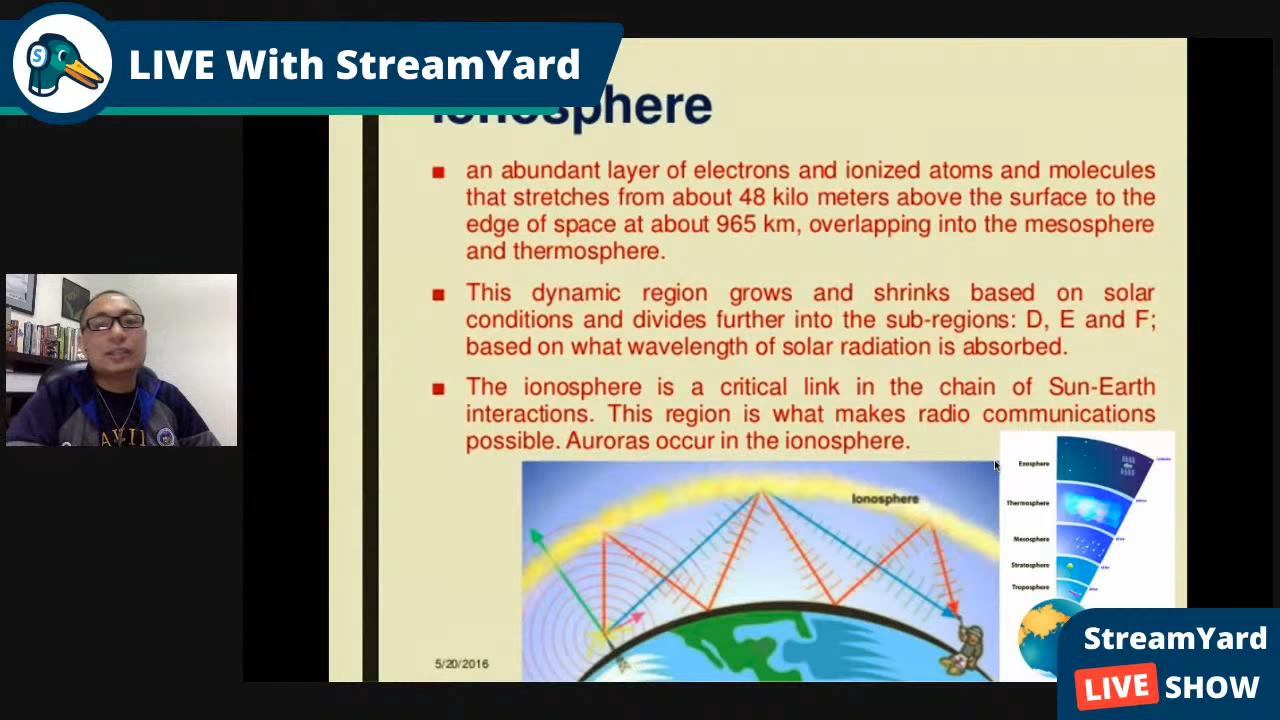 LIVE With StreamYard
Ionosphere
an abundant layer of electrons and ionized atoms and molecules
that stretches from about 48 kilo meters above the surface to the
edge of space at about 965 km, overlapping into the mesosphere
and thermosphere.
This dynamic region grows and shrinks based on solar
conditions and divides further into the sub-regions: D, E and F;
based on what wavelength of solar radiation is absorbed.
The ionosphere is a critical link in the chain of Sun-Earth
interactions. This region is what makes radio communications
possible. Auroras occur in the ionosphere.
Ionosphere
Exosphere
Thermosphere
Mesosphere
Stratosphere
Troposphere
5/20/2016
StreamYard
LIVE SHOW